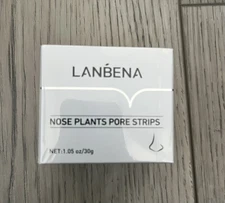 LANBENA
NOSE PLANTS PORE STRIPS
NET:1.05 oz/30g